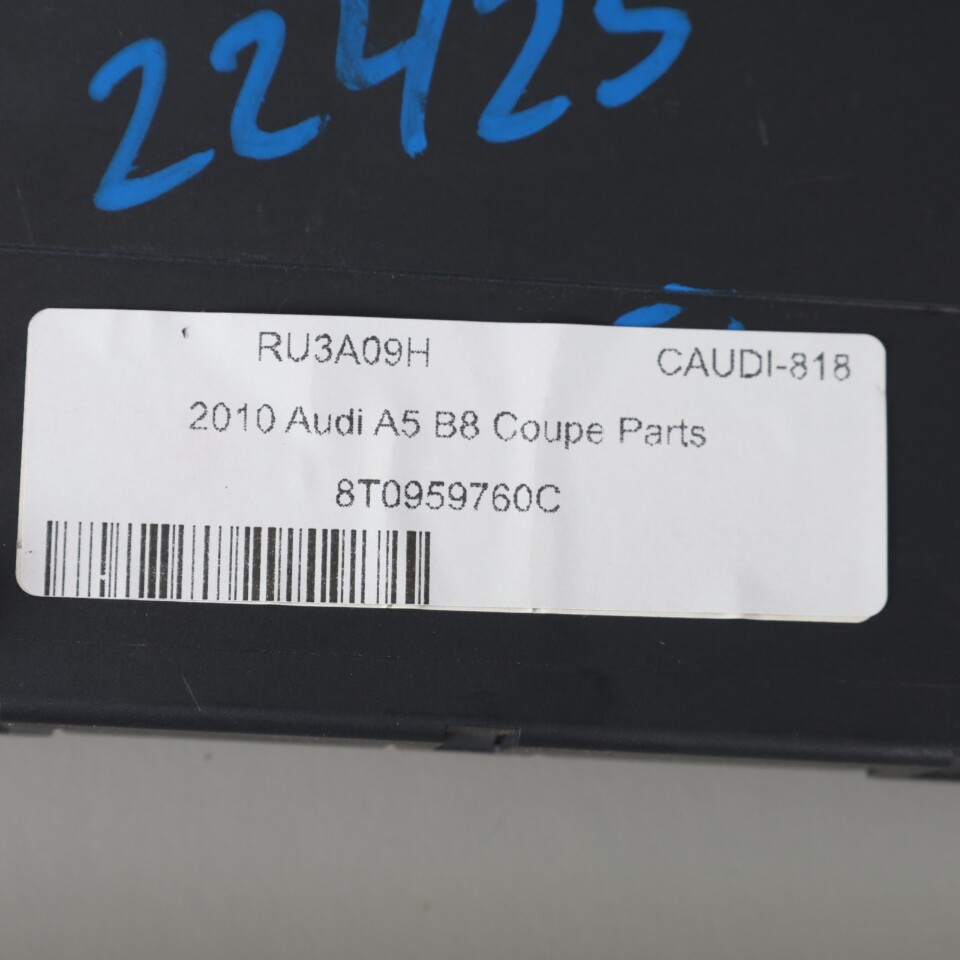 22425
RU3A09H CAUDI-818
2010 Audi A5 B8 Coupe Parts
8T0959760C